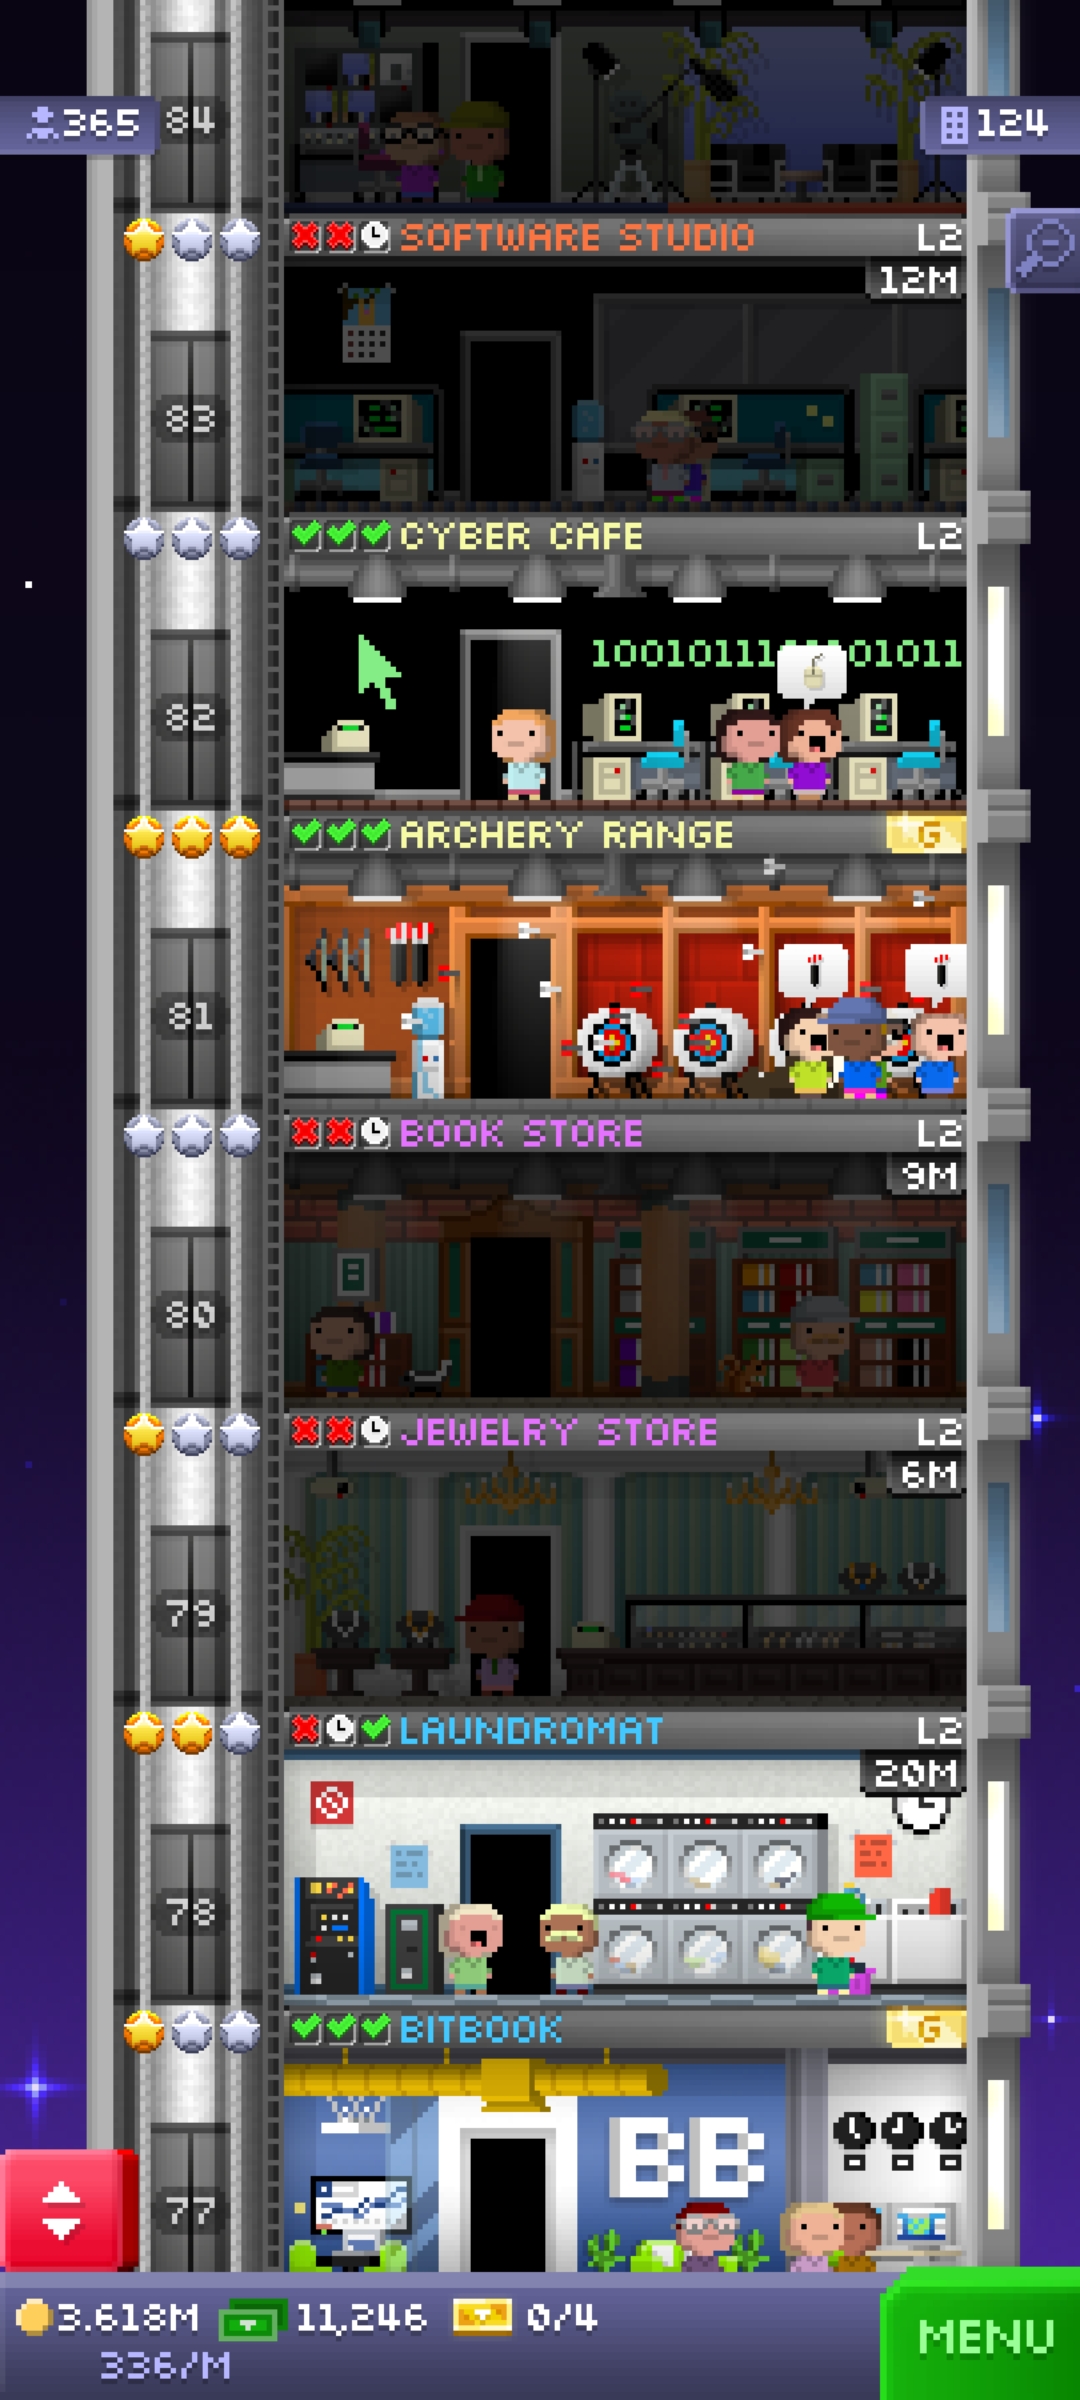 84
365
124
SOFTWARE STUDIO L2
12M
83
CYBER CAFE L2
10010111 01011
82
ARCHERY RANGE G
81
BOOK STORE L2
9M
80
JEWELRY STORE L2
6M
79
LAUNDROMAT L2
20M
78
BITBOOK G
BB
77
3.618M 11,246 0/4
336/M
MENU